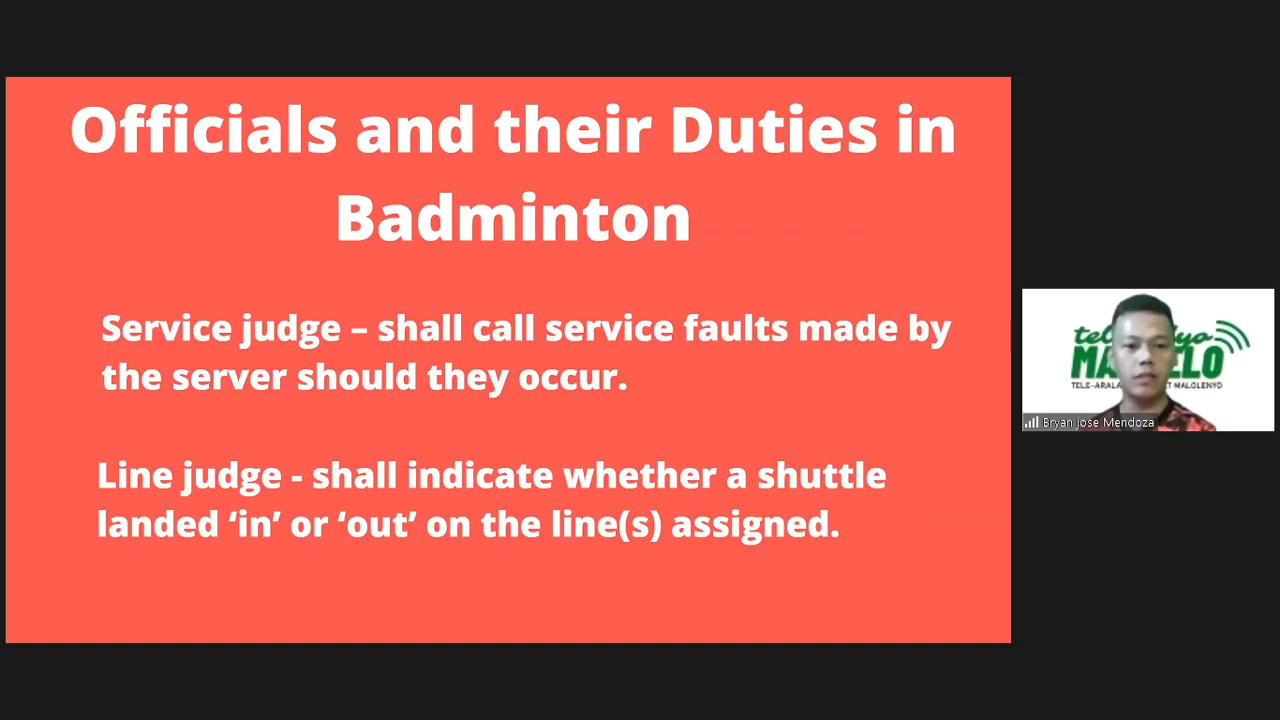 Officials and their Duties in
Badminton
Service judge – shall call service faults made by
the server should they occur.
Line judge - shall indicate whether a shuttle
landed ‘in’ or ‘out’ on the line(s) assigned.
Bryan jose Mendoza